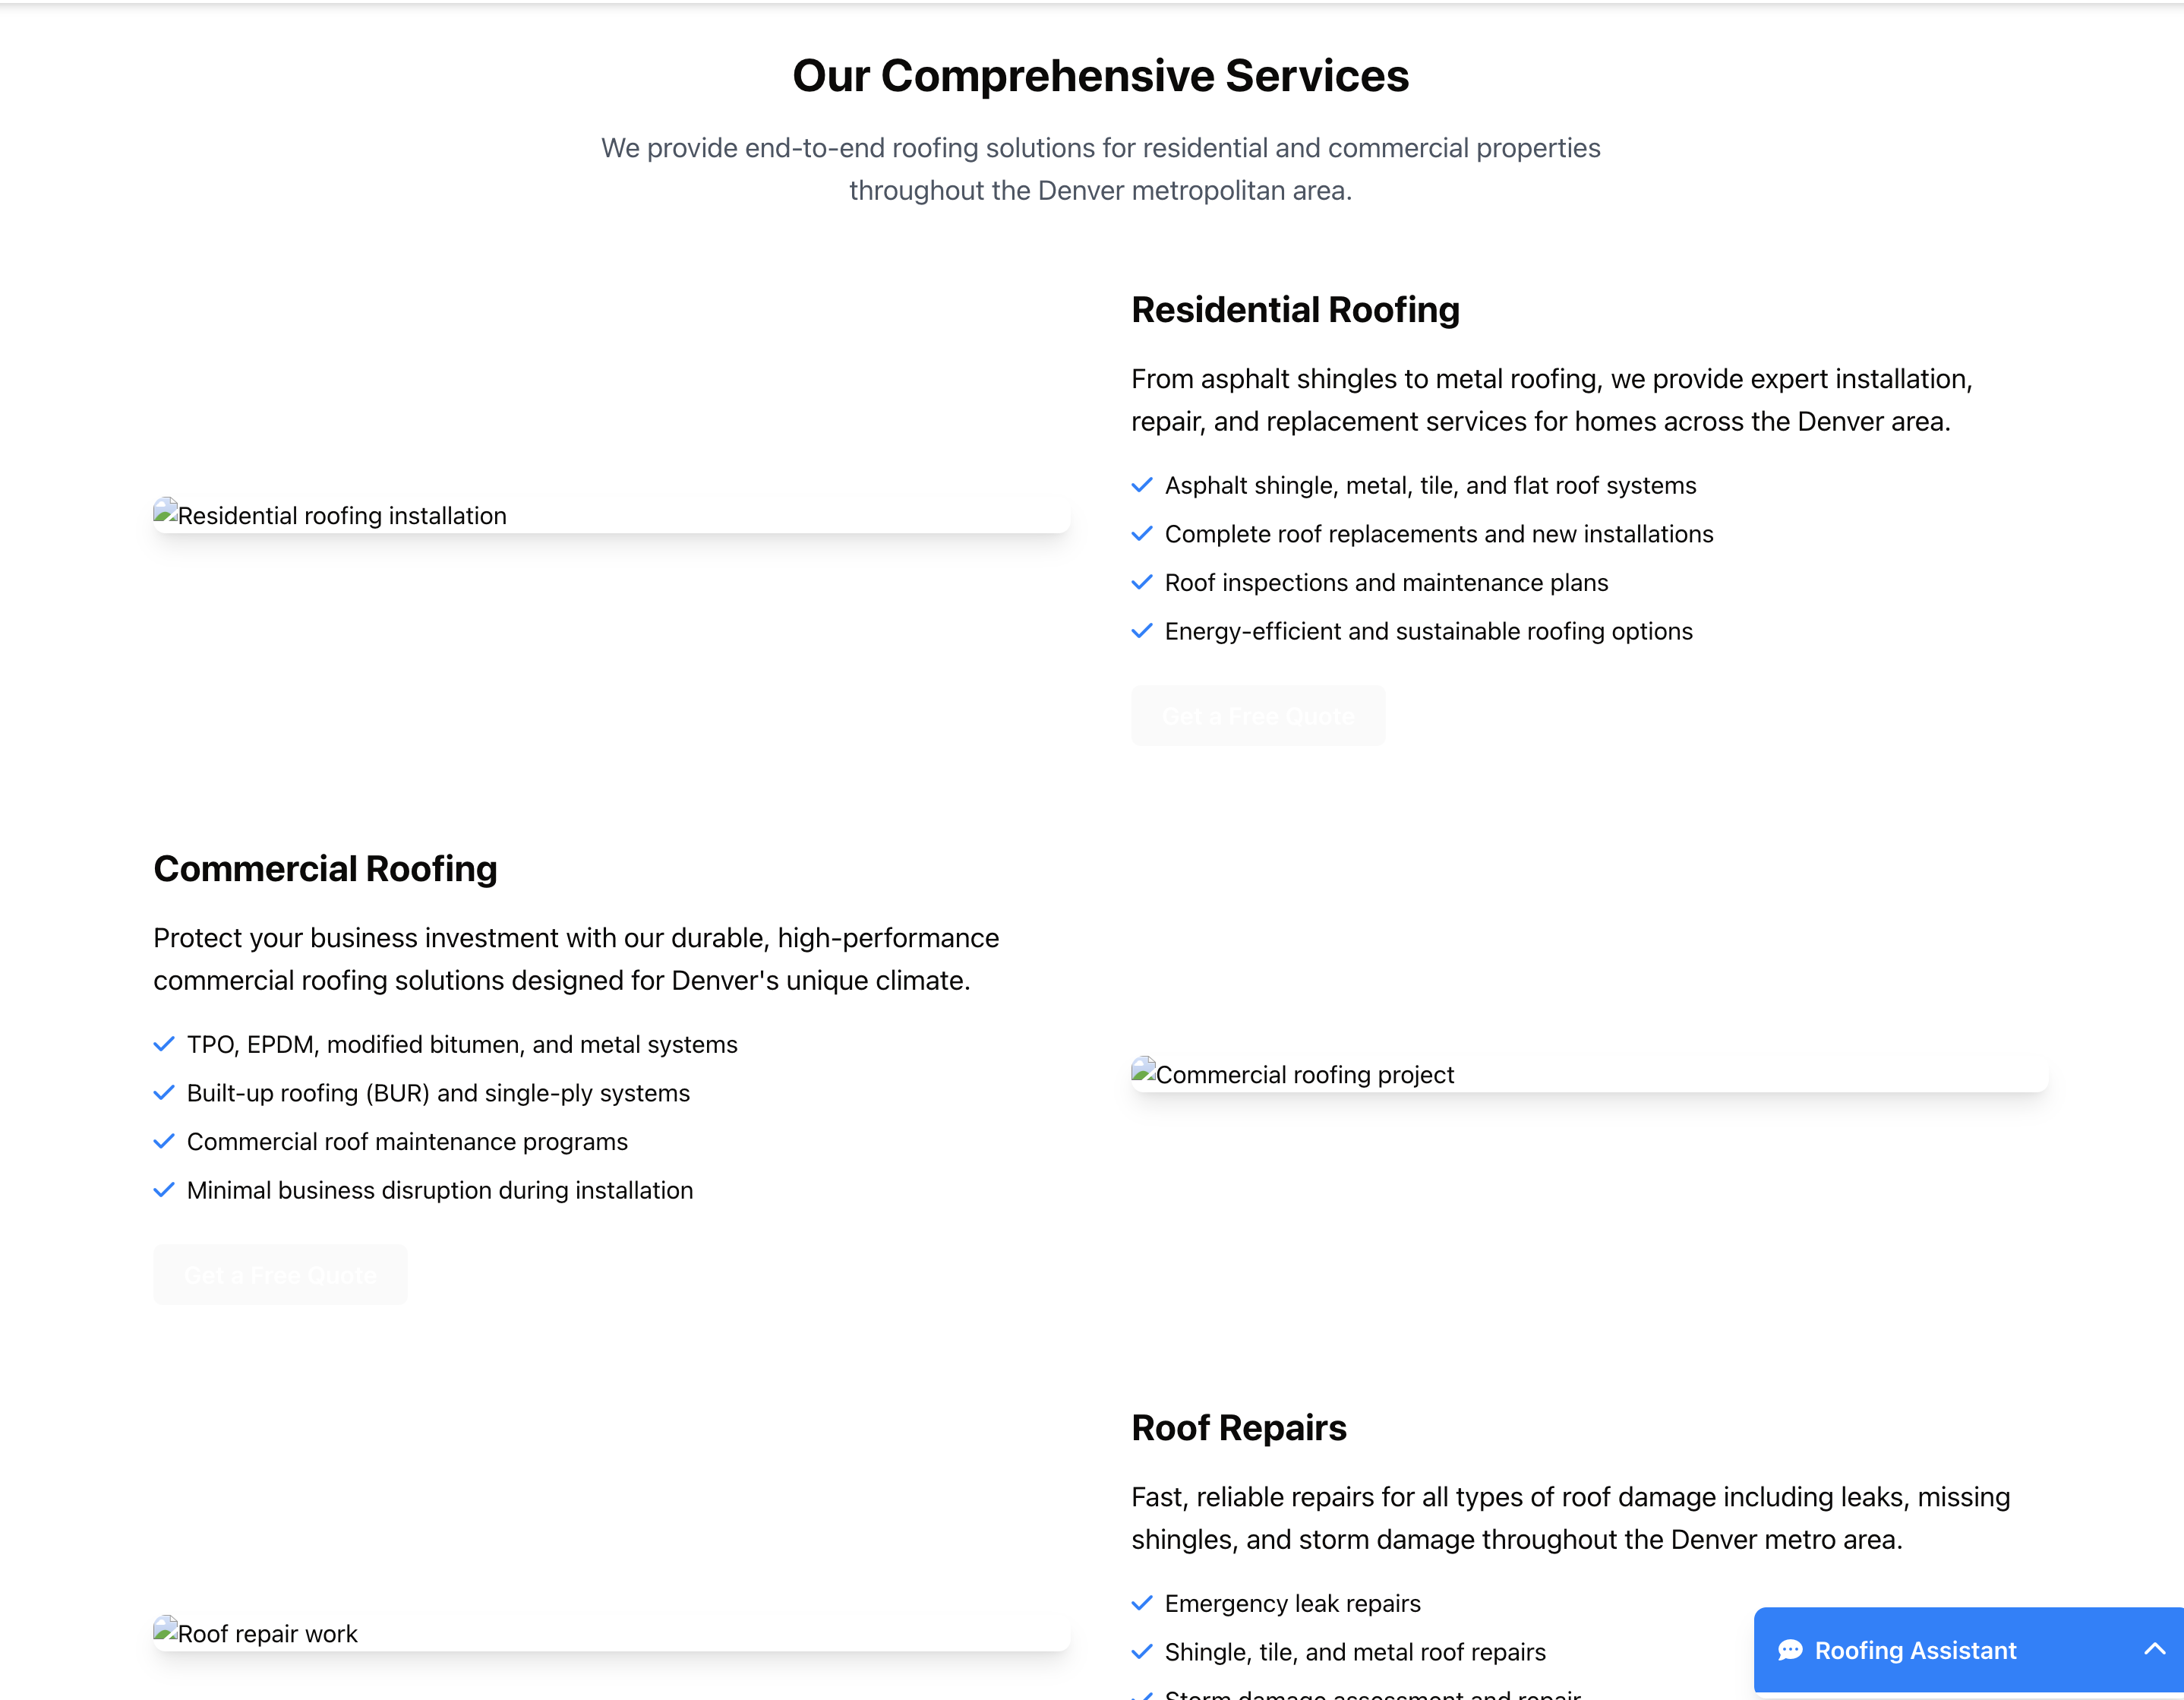 Our Comprehensive Services
We provide end-to-end roofing solutions for residential and commercial properties
throughout the Denver metropolitan area.
Residential roofing installation
Residential Roofing
From asphalt shingles to metal roofing, we provide expert installation,
repair, and replacement services for homes across the Denver area.
Asphalt shingle, metal, tile, and flat roof systems
Complete roof replacements and new installations
Roof inspections and maintenance plans
Energy-efficient and sustainable roofing options
Get a Free Quote
Commercial Roofing
Protect your business investment with our durable, high-performance
commercial roofing solutions designed for Denver's unique climate.
TPO, EPDM, modified bitumen, and metal systems
Built-up roofing (BUR) and single-ply systems
Commercial roof maintenance programs
Minimal business disruption during installation
Get a Free Quote
Commercial roofing project
Roof repair work
Roof Repairs
Fast, reliable repairs for all types of roof damage including leaks, missing
shingles, and storm damage throughout the Denver metro area.
Emergency leak repairs
Shingle, tile, and metal roof repairs
Storm damage assessment and repair
Roofing Assistant